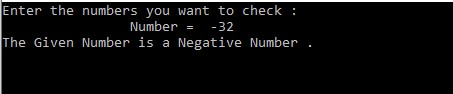 Enter the numbers you want to check :
Number =  -32
The Given Number is a Negative Number .